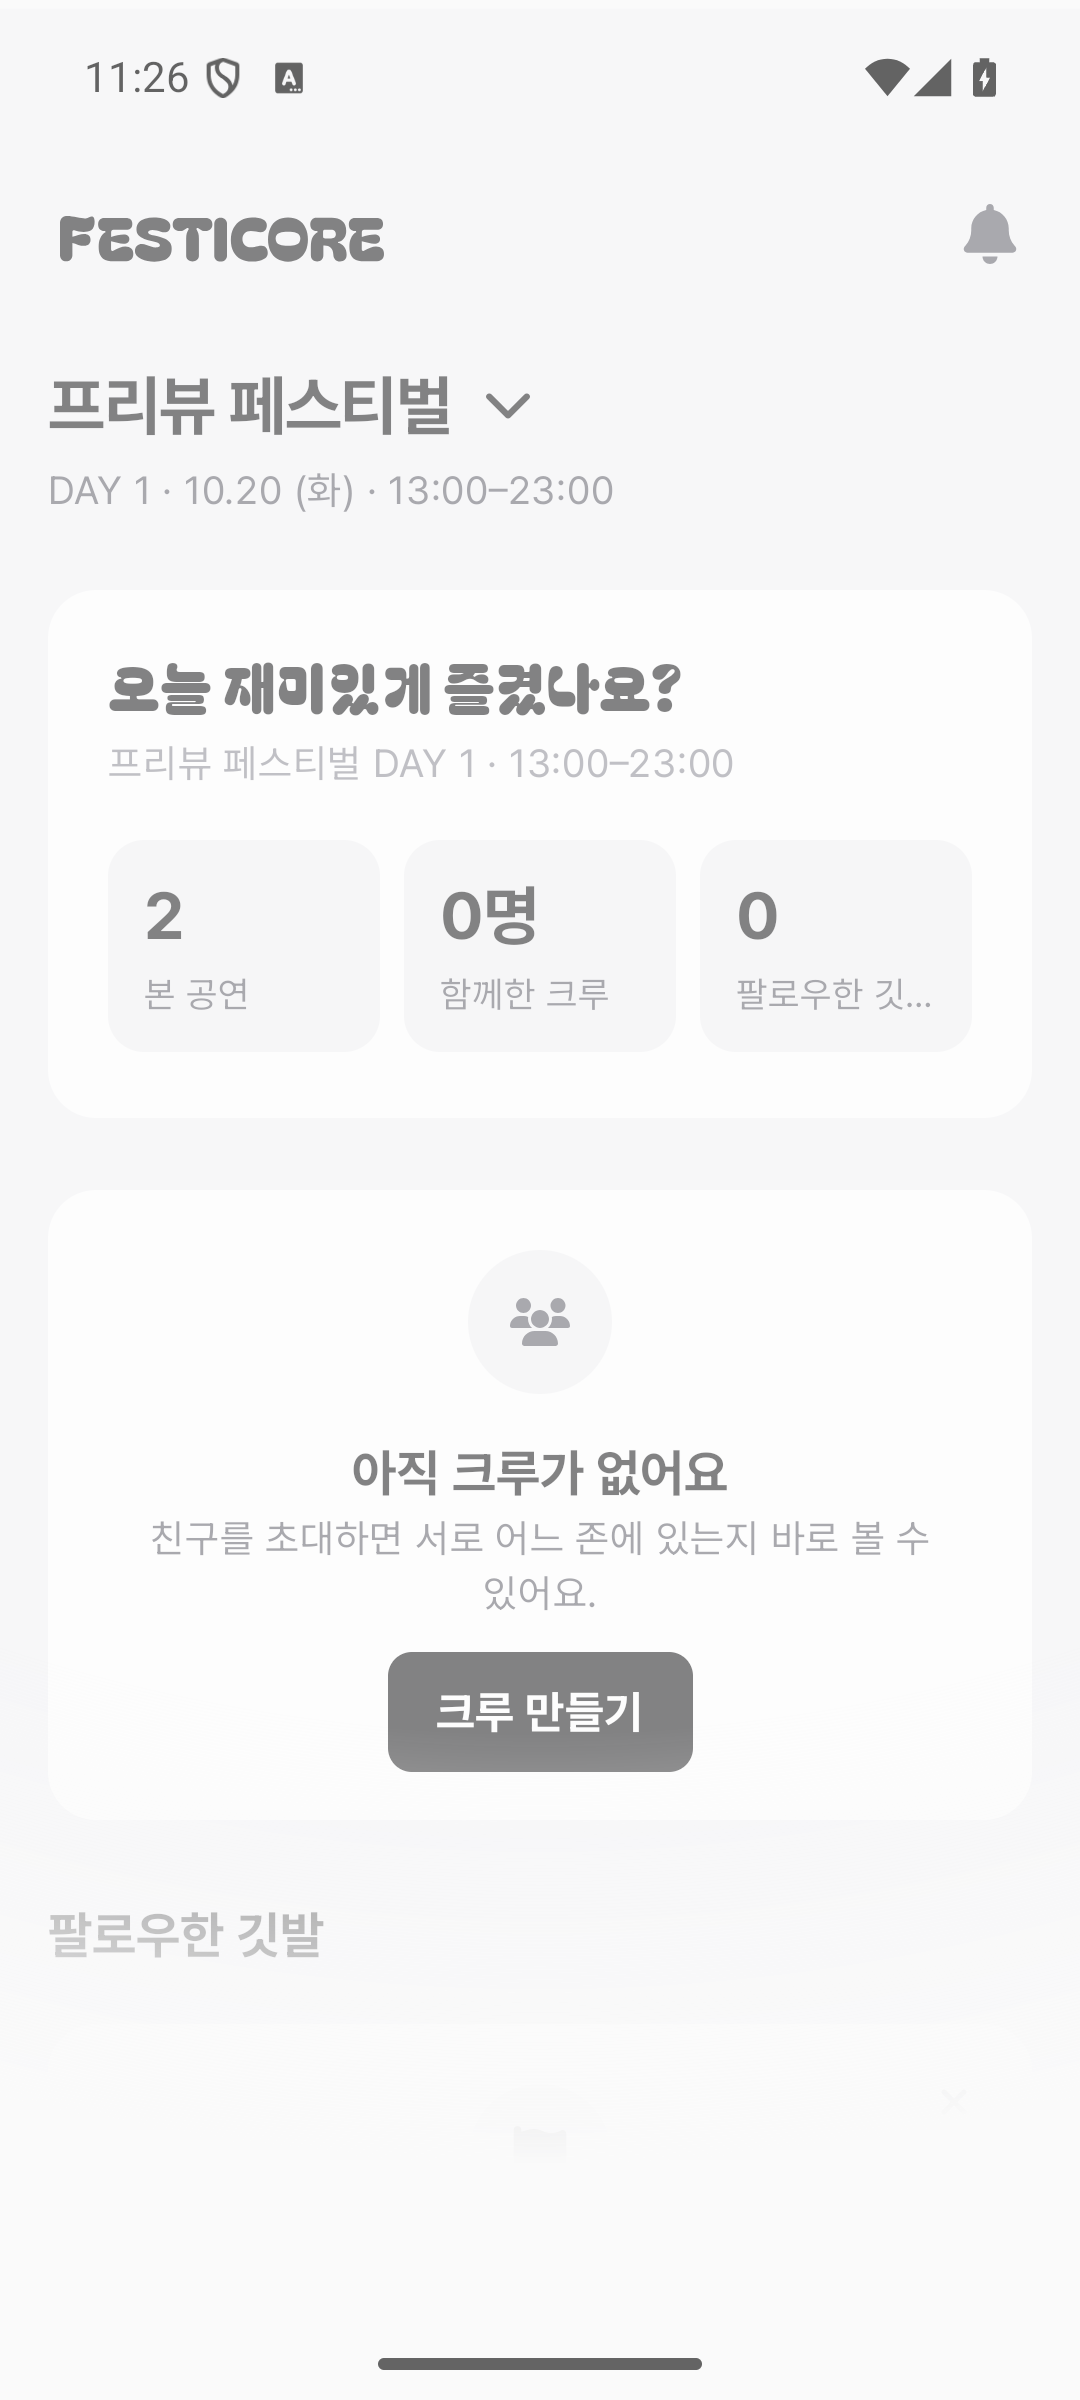 11:26
FESTICORE
프리뷰 페스티벌
DAY 1 · 10.20 (화) · 13:00–23:00
오늘 재미있게 즐겼나요?
프리뷰 페스티벌 DAY 1 · 13:00–23:00
2
본 공연
0명
함께한 크루
0
팔로우한 깃...
아직 크루가 없어요
친구를 초대하면 서로 어느 존에 있는지 바로 볼 수
있어요.
크루 만들기
팔로우한 깃발